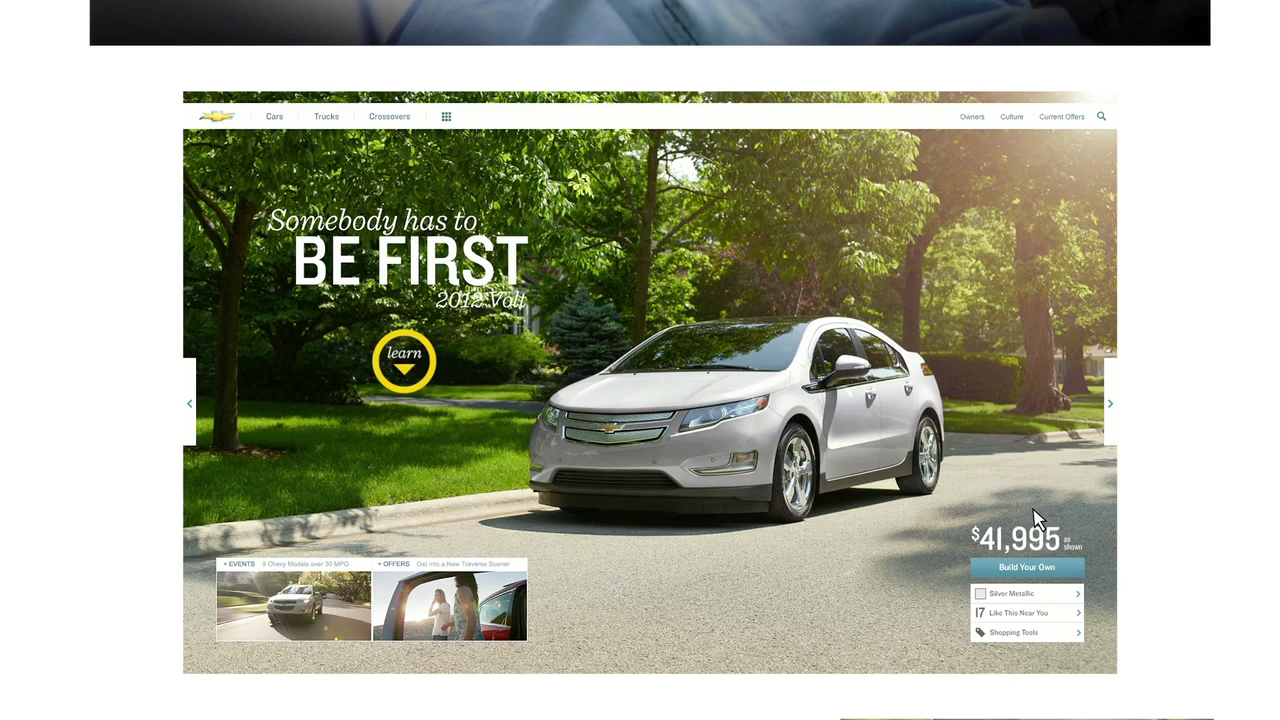 Cars Trucks Crossovers Owners Culture Current Offers
Somebody has to
BE FIRST
2012 Volt
learn
$41,995 as shown
Build Your Own
Silver Metallic
17 Like This Near You
Shopping Tools
+ EVENTS 9 Chevy Models over 30 MPG
+ OFFERS Get into a New Traverse Sooner